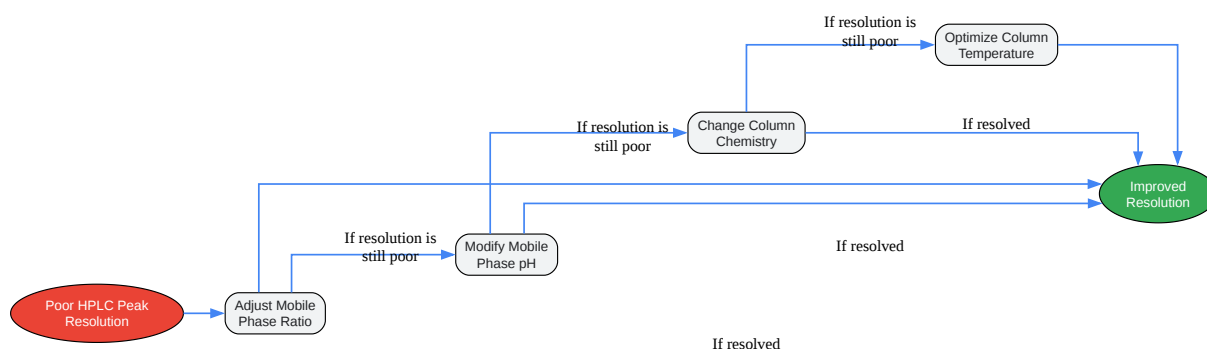 If resolution is
still poor
Optimize Column
Temperature
If resolution is
still poor
Change Column
Chemistry
If resolved
Improved
Resolution
If resolution is
still poor
Modify Mobile
Phase pH
If resolved
Poor HPLC Peak
Resolution
Adjust Mobile
Phase Ratio
If resolved